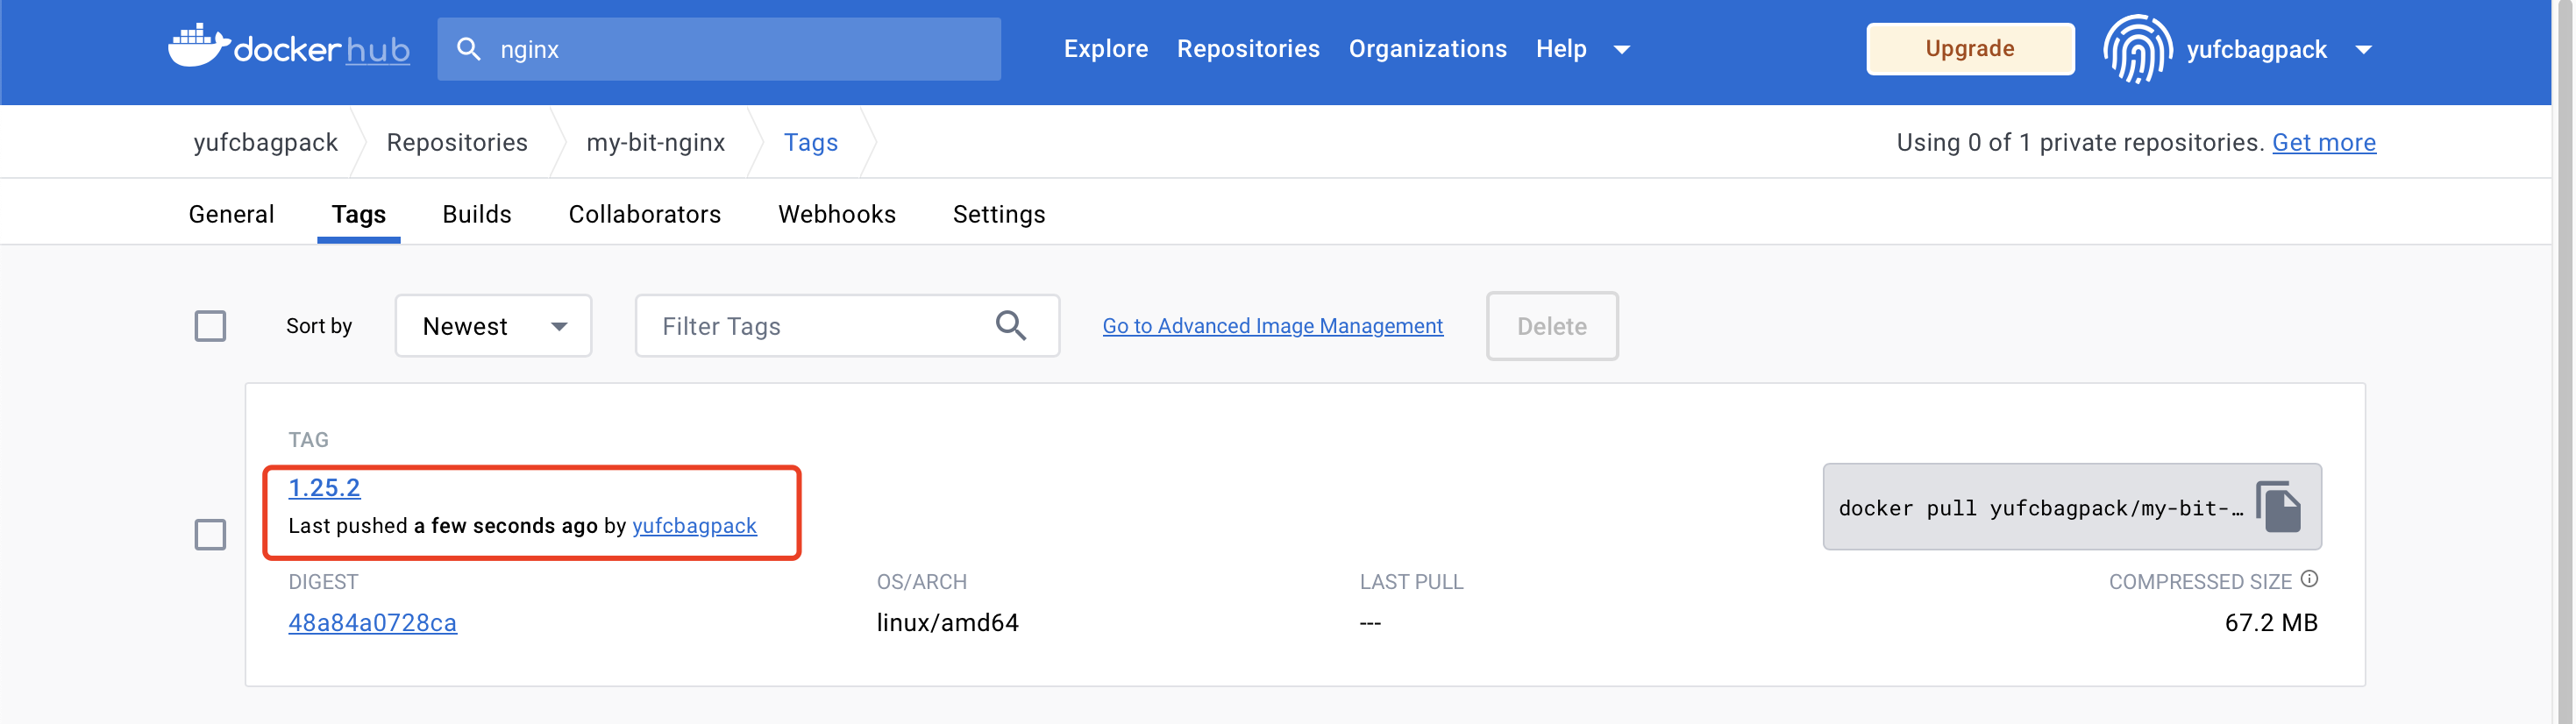 dockerhub
nginx
Explore Repositories Organizations Help
Upgrade
yufcbagpack
yufcbagpack Repositories my-bit-nginx Tags
Using 0 of 1 private repositories. Get more
General Tags Builds Collaborators Webhooks Settings
Sort by Newest Filter Tags Go to Advanced Image Management Delete
TAG
1.25.2
Last pushed a few seconds ago by yufcbagpack
docker pull yufcbagpack/my-bit-…
DIGEST OS/ARCH LAST PULL COMPRESSED SIZE
48a84a0728ca linux/amd64 --- 67.2 MB